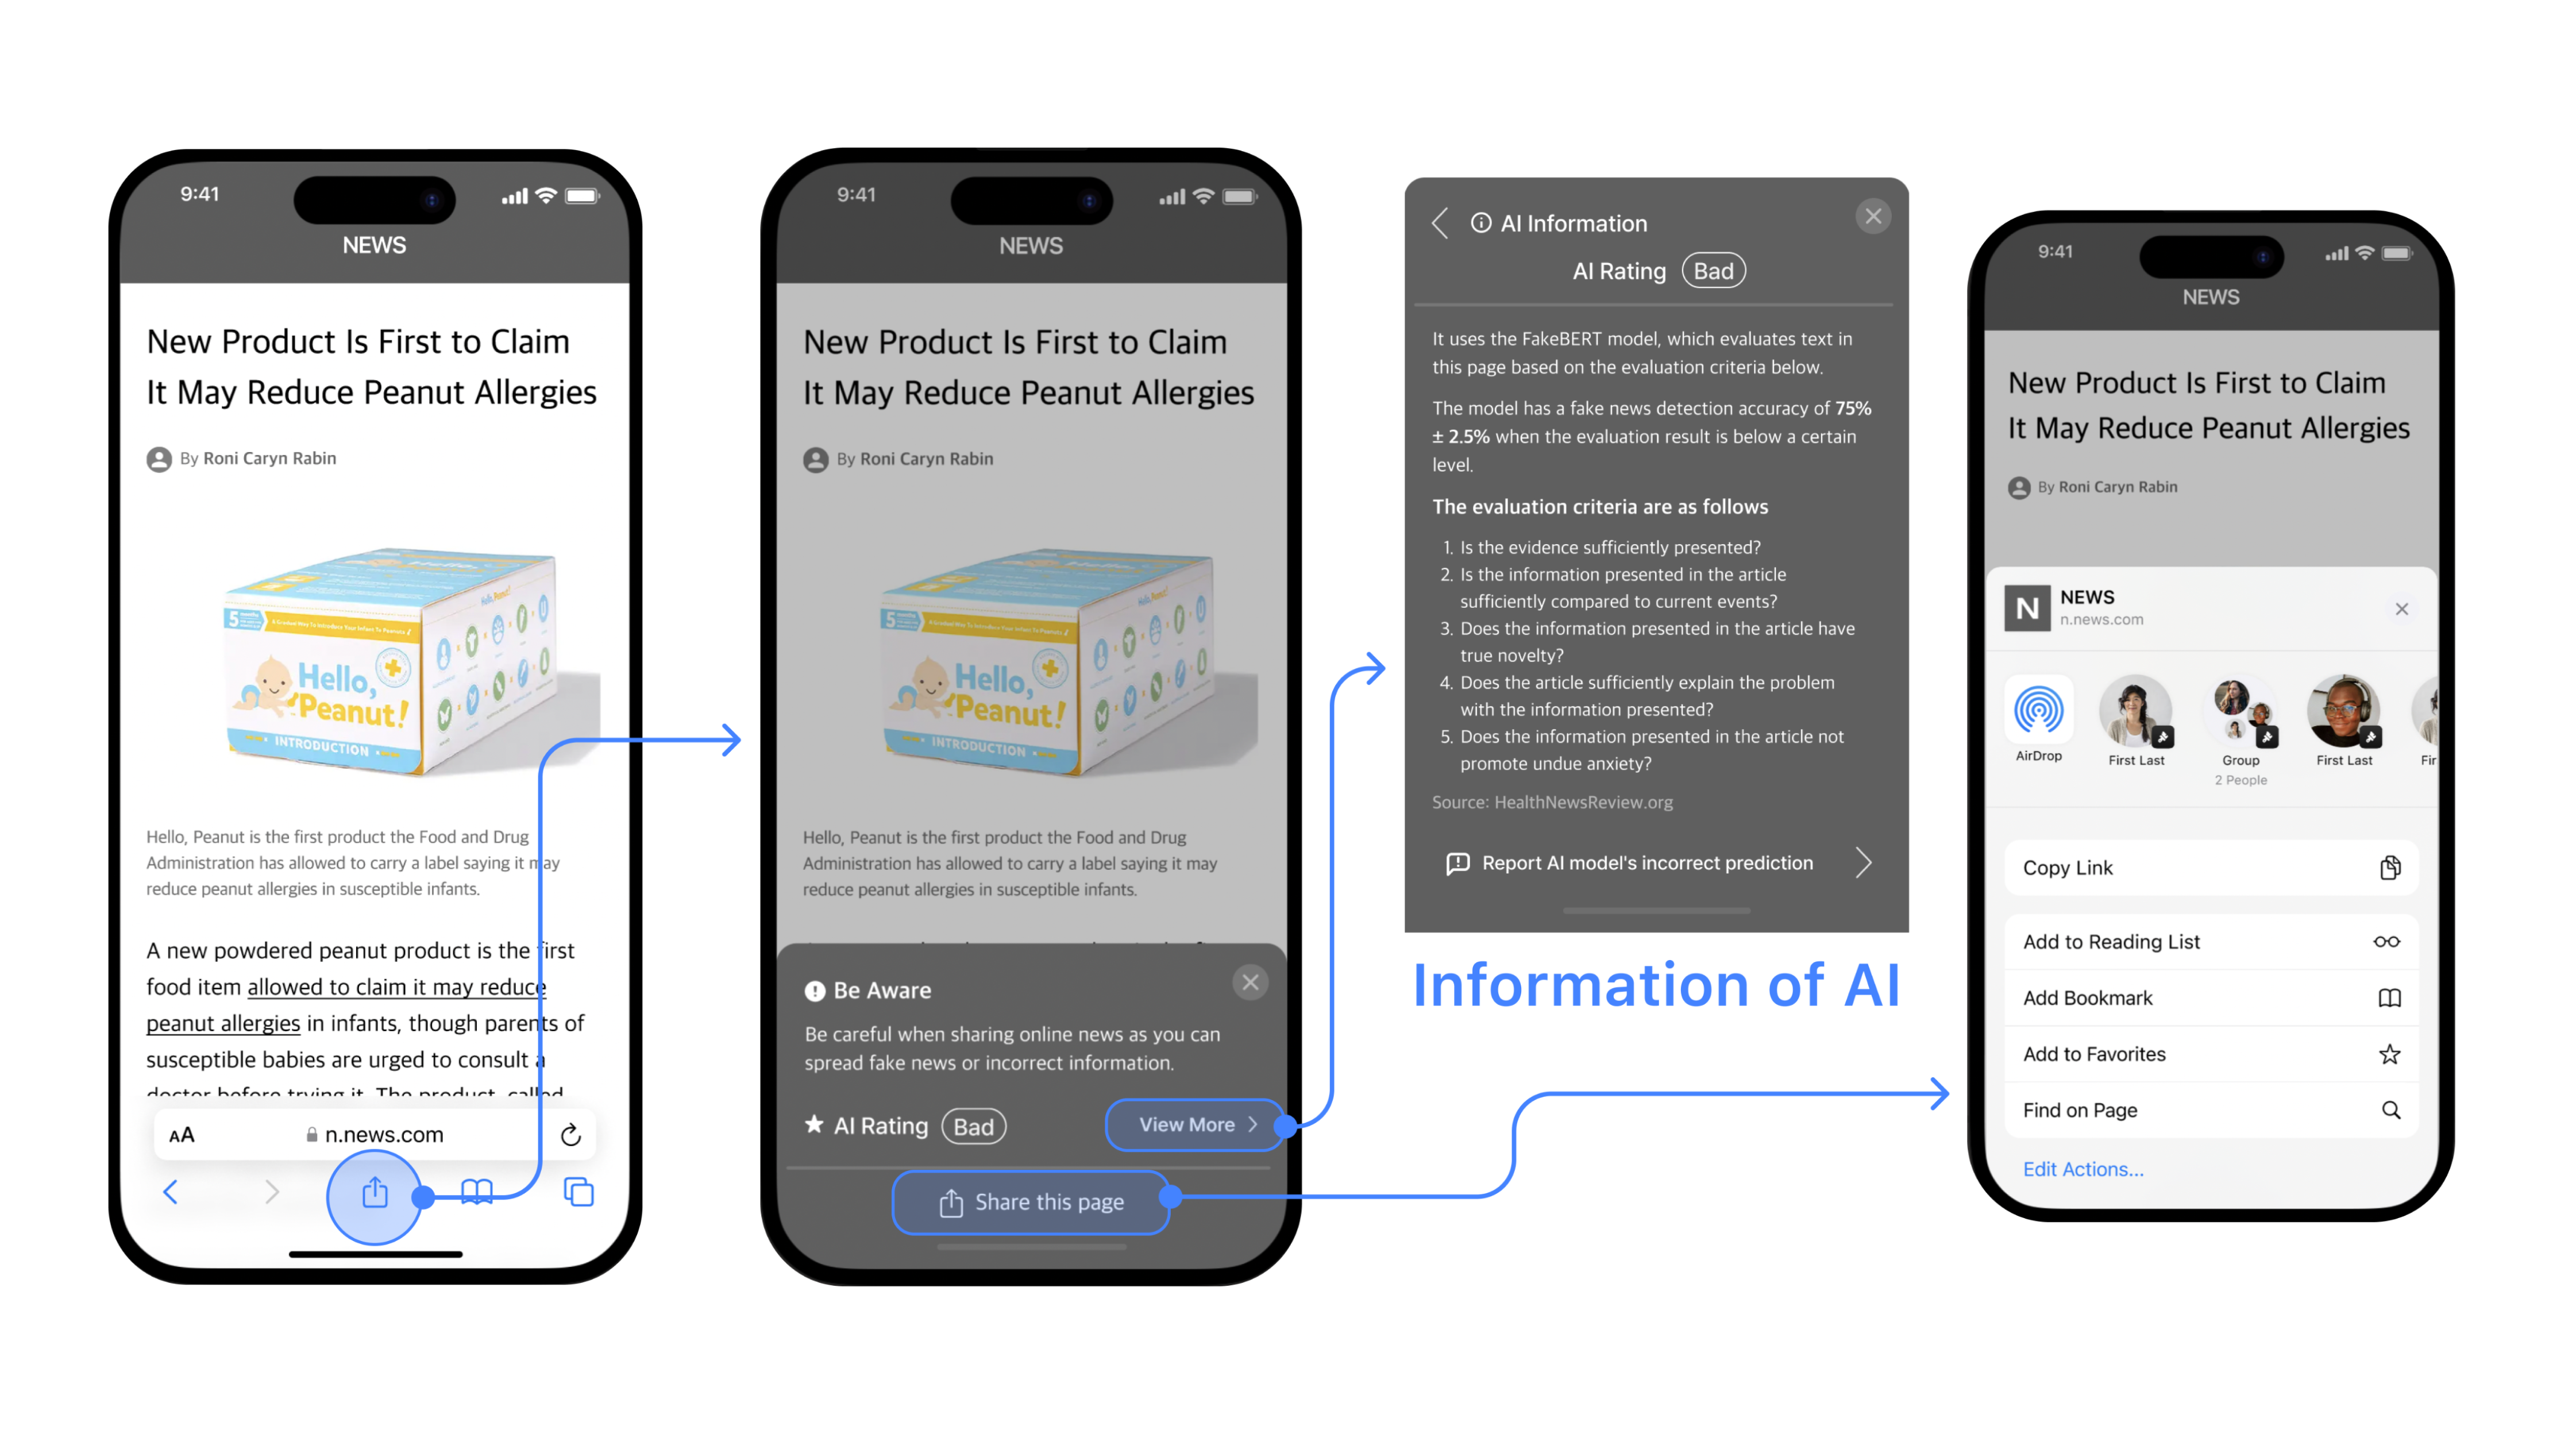 9:41
NEWS
New Product Is First to Claim
It May Reduce Peanut Allergies
By Roni Caryn Rabin
5
Hello,
Peanut!
INTRODUCTION
Hello, Peanut is the first product the Food and Drug
Administration has allowed to carry a label saying it may
reduce peanut allergies in susceptible infants.
A new powdered peanut product is the first
food item allowed to claim it may reduce
peanut allergies in infants, though parents of
susceptible babies are urged to consult a
doctor before trying it. The product, called
AA
n.news.com
9:41
NEWS
New Product Is First to Claim
It May Reduce Peanut Allergies
By Roni Caryn Rabin
5
Hello,
Peanut!
INTRODUCTION
Hello, Peanut is the first product the Food and Drug
Administration has allowed to carry a label saying it may
reduce peanut allergies in susceptible infants.
Be Aware
Be careful when sharing online news as you can
spread fake news or incorrect information.
AI Rating Bad
View More
Share this page
AI Information
AI Rating Bad
It uses the FakeBERT model, which evaluates text in
this page based on the evaluation criteria below.
The model has a fake news detection accuracy of 75%
± 2.5% when the evaluation result is below a certain
level.
The evaluation criteria are as follows
1. Is the evidence sufficiently presented?
2. Is the information presented in the article
sufficiently compared to current events?
3. Does the information presented in the article have
true novelty?
4. Does the article sufficiently explain the problem
with the information presented?
5. Does the information presented in the article not
promote undue anxiety?
Source: HealthNewsReview.org
Report AI model's incorrect prediction
Information of AI
9:41
NEWS
New Product Is First to Claim
It May Reduce Peanut Allergies
By Roni Caryn Rabin
N
NEWS
n.news.com
AirDrop
First Last
Group
2 People
First Last
Fir
Copy Link
Add to Reading List
Add Bookmark
Add to Favorites
Find on Page
Edit Actions...